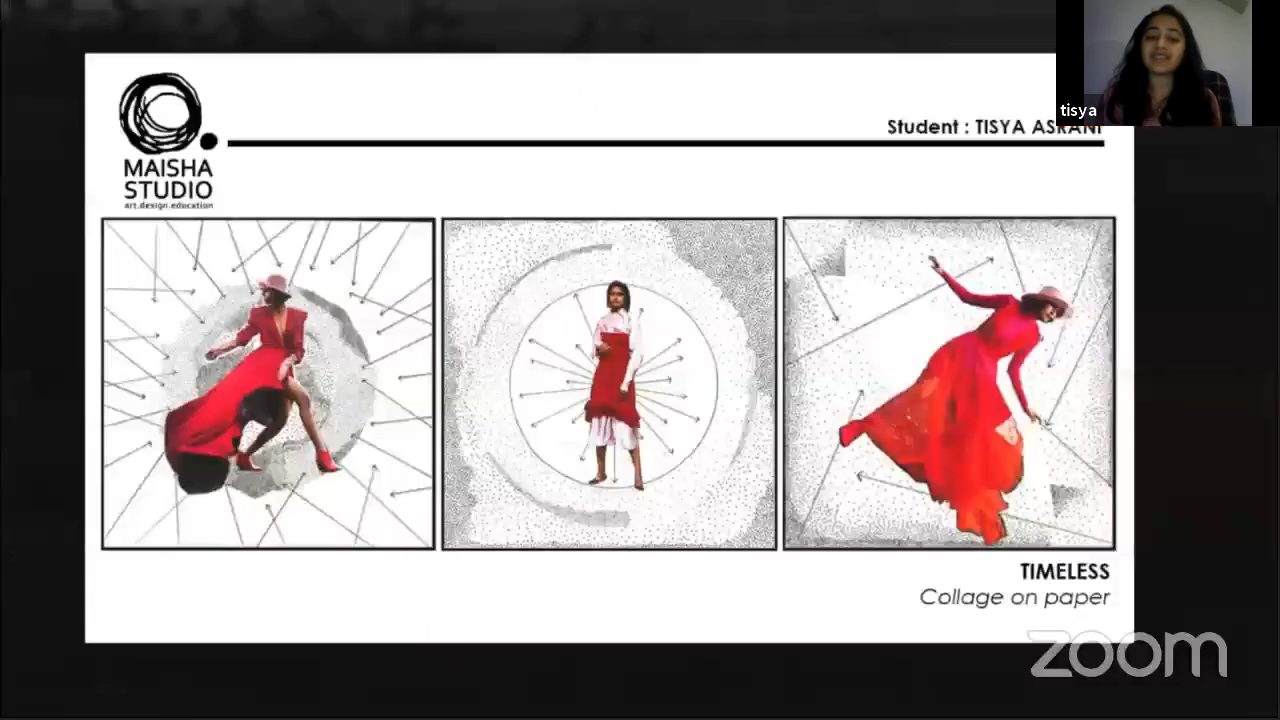 tisya
Student : TISYA ASRANI
MAISHA
STUDIO
art.design.education
TIMELESS
Collage on paper
zoom